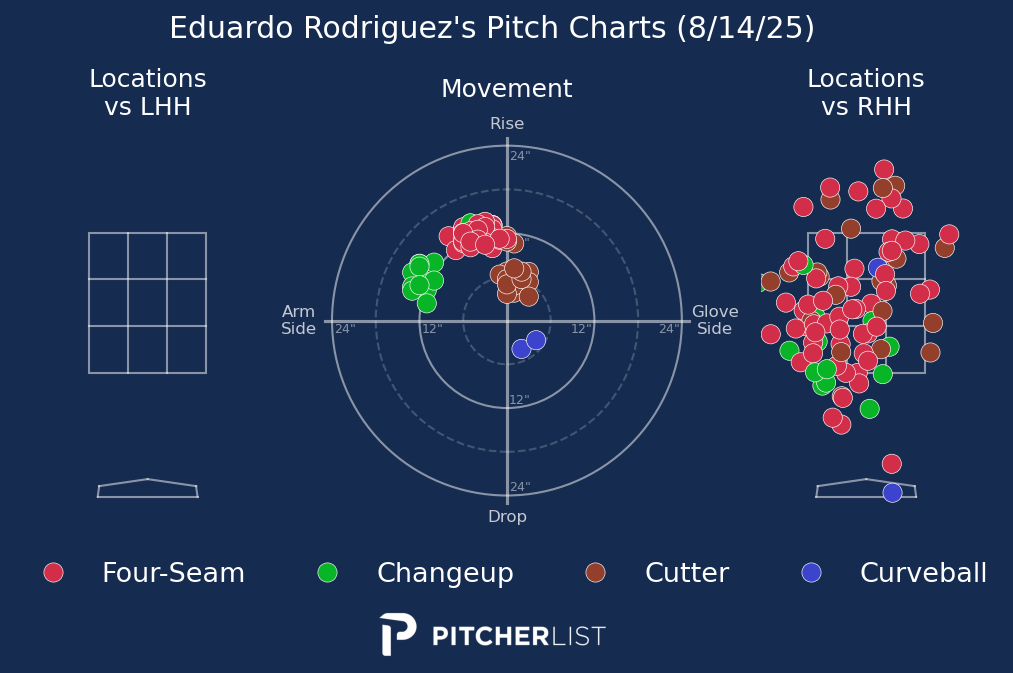 Eduardo Rodriguez's Pitch Charts (8/14/25)
Locations
vs LHH
Movement
Locations
vs RHH
Rise
24"
Arm
Side
24"
12"
12"
24"
Glove
Side
12"
24"
Drop
Four-Seam
Changeup
Cutter
Curveball
PITCHERLIST